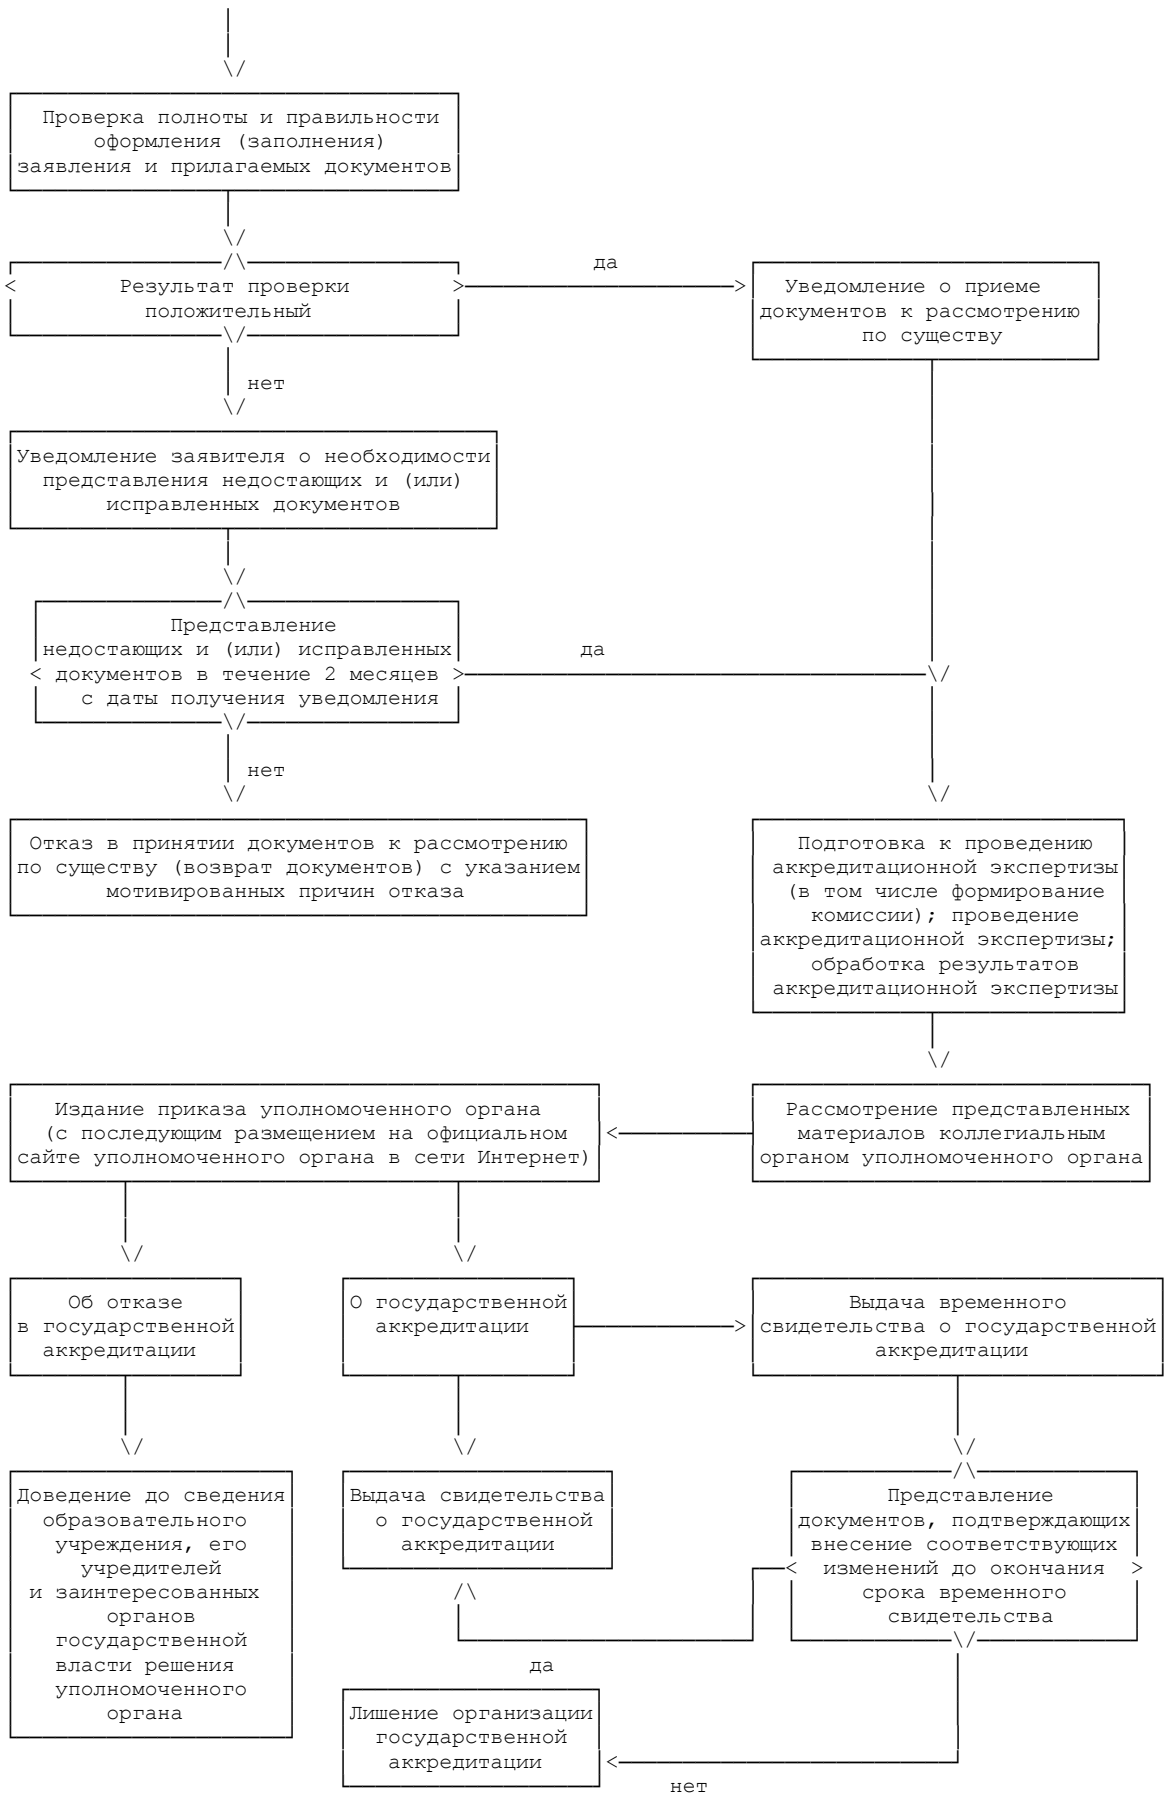 Проверка полноты и правильности
оформления (заполнения)
заявления и прилагаемых документов
да
Результат проверки
положительный
Уведомление о приеме
документов к рассмотрению
по существу
нет
Уведомление заявителя о необходимости
представления недостающих и (или)
исправленных документов
Представление
недостающих и (или) исправленных
документов в течение 2 месяцев
с даты получения уведомления
да
нет
Отказ в принятии документов к рассмотрению
по существу (возврат документов) с указанием
мотивированных причин отказа
Подготовка к проведению
аккредитационной экспертизы
(в том числе формирование
комиссии); проведение
аккредитационной экспертизы;
обработка результатов
аккредитационной экспертизы
Издание приказа уполномоченного органа
(с последующим размещением на официальном
сайте уполномоченного органа в сети Интернет)
Рассмотрение представленных
материалов коллегиальным
органом уполномоченного органа
Об отказе
в государственной
аккредитации
О государственной
аккредитации
Выдача временного
свидетельства о государственной
аккредитации
Доведение до сведения
образовательного
учреждения, его
учредителей
и заинтересованных
органов
государственной
власти решения
уполномоченного
органа
Выдача свидетельства
о государственной
аккредитации
Представление
документов, подтверждающих
внесение соответствующих
изменений до окончания
срока временного
свидетельства
да
Лишение организации
государственной
аккредитации
нет